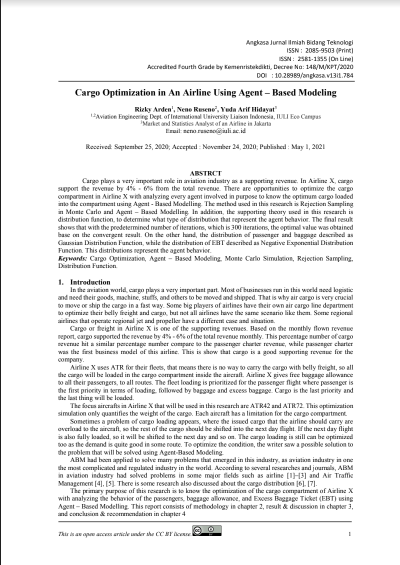 Angkasa Jurnal Ilmiah Bidang Teknologi
ISSN : 2085-9503 (Print)
ISSN : 2581-1355 (On Line)
Accredited Fourth Grade by Kemenristekdikti, Decree No: 148/M/KPT/2020
DOI : 10.28989/angkasa.v13i1.784
Cargo Optimization in An Airline Using Agent – Based Modeling
Rizky Arden¹, Neno Ruseno², Yuda Arif Hidayat³
¹,²Aviation Engineering Dept. of International University Liaison Indonesia, IULI Eco Campus
³Market and Statistics Analyst of an Airline in Jakarta
Email: neno.ruseno@iuli.ac.id
Received: September 25, 2020; Accepted : November 24, 2020; Published : May 1, 2021
ABSTRCT
Cargo plays a very important role in aviation industry as a supporting revenue. In Airline X, cargo
support the revenue by 4% - 6% from the total revenue. There are opportunities to optimize the cargo
compartment in Airline X with analyzing every agent involved in purpose to know the optimum cargo loaded
into the compartment using Agent - Based Modelling. The method used in this research is Rejection Sampling
in Monte Carlo and Agent – Based Modelling. In addition, the supporting theory used in this research is
distribution function, to determine what type of distribution that represent the agent behavior. The final result
shows that with the predetermined number of iterations, which is 300 iterations, the optimal value was obtained
base on the convergent result. On the other hand, the distribution of passenger and baggage described as
Gaussian Distribution Function, while the distribution of EBT described as Negative Exponential Distribution
Function. This distributions represent the agent behavior.
Keywords: Cargo Optimization, Agent – Based Modeling, Monte Carlo Simulation, Rejection Sampling,
Distribution Function.
1. Introduction
In the aviation world, cargo plays a very important part. Most of businesses run in this world need logistic
and need their goods, machine, stuffs, and others to be moved and shipped. That is why air cargo is very crucial
to move or ship the cargo in a fast way. Some big players of airlines have their own air cargo line department
to optimize their belly freight and cargo, but not all airlines have the same scenario like them. Some regional
airlines that operate regional jet and propeller have a different case and situation.
Cargo or freight in Airline X is one of the supporting revenues. Based on the monthly flown revenue
report, cargo supported the revenue by 4% - 6% of the total revenue monthly. This percentage number of cargo
revenue hit a similar percentage number compare to the passenger charter revenue, while passenger charter
was the first business model of this airline. This is show that cargo is a good supporting revenue for the
company.
Airline X uses ATR for their fleets, that means there is no way to carry the cargo with belly freight, so all
the cargo will be loaded in the cargo compartment inside the aircraft. Airline X gives free baggage allowance
to all their passengers, to all routes. The fleet loading is prioritized for the passenger flight where passenger is
the first priority in terms of loading, followed by baggage and excess baggage. Cargo is the last priority and
the last thing will be loaded.
The focus aircrafts in Airline X that will be used in this research are ATR42 and ATR72. This optimization
simulation only quantifies the weight of the cargo. Each aircraft has a limitation for the cargo compartment.
Sometimes a problem of cargo loading appears, where the issued cargo that the airline should carry are
overload to the aircraft, so the rest of the cargo should be shifted into the next day flight. If the next day flight
is also fully loaded, so it will be shifted to the next day and so on. The cargo loading is still can be optimized
too as the demand is quite good in some route. To optimize the condition, the writer saw a possible solution to
the problem that will be solved using Agent-Based Modelling.
ABM had been applied to solve many problems that emerged in this industry, as aviation industry in one
the most complicated and regulated industry in the world. According to several researches and journals, ABM
in aviation industry had solved problems in some major fields such as airline [1]–[3] and Air Traffic
Management [4], [5]. There is some research also discussed about the cargo distribution [6], [7].
The primary purpose of this research is to know the optimization of the cargo compartment of Airline X
with analyzing the behavior of the passengers, baggage allowance, and Excess Baggage Ticket (EBT) using
Agent – Based Modelling. This report consists of methodology in chapter 2, result & discussion in chapter 3,
and conclusion & recommendation in chapter 4
This is an open access article under the CC BY license
1